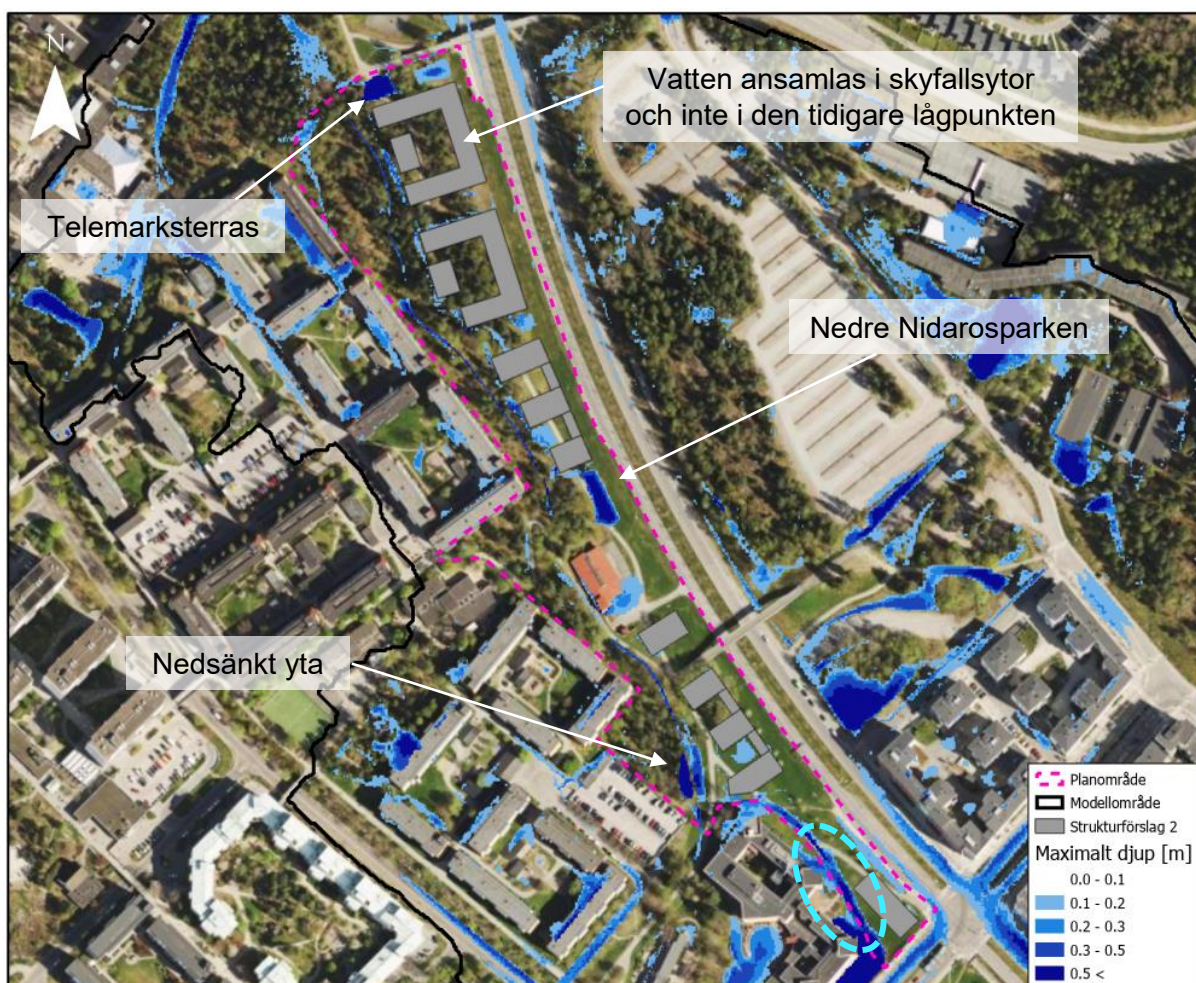 N
Vatten ansamlas i skyfallsytor
och inte i den tidigare lågpunkten
Telemarksterras
Nedre Nidarosparken
Nedsänkt yta
Planområde
Modellområde
Strukturförslag 2
Maximalt djup [m]
0.0 - 0.1
0.1 - 0.2
0.2 - 0.3
0.3 - 0.5
0.5 <